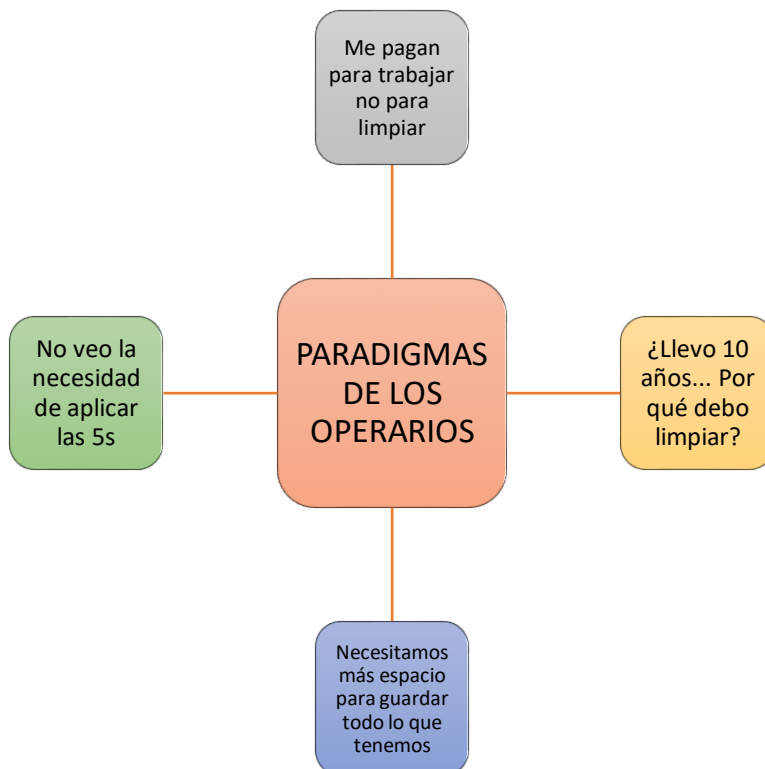 Me pagan
para trabajar
no para
limpiar
PARADIGMAS
DE LOS
OPERARIOS
No veo la
necesidad
de aplicar
las 5s
¿Llevo 10
años... Por
qué debo
limpiar?
Necesitamos
más espacio
para guardar
todo lo que
tenemos